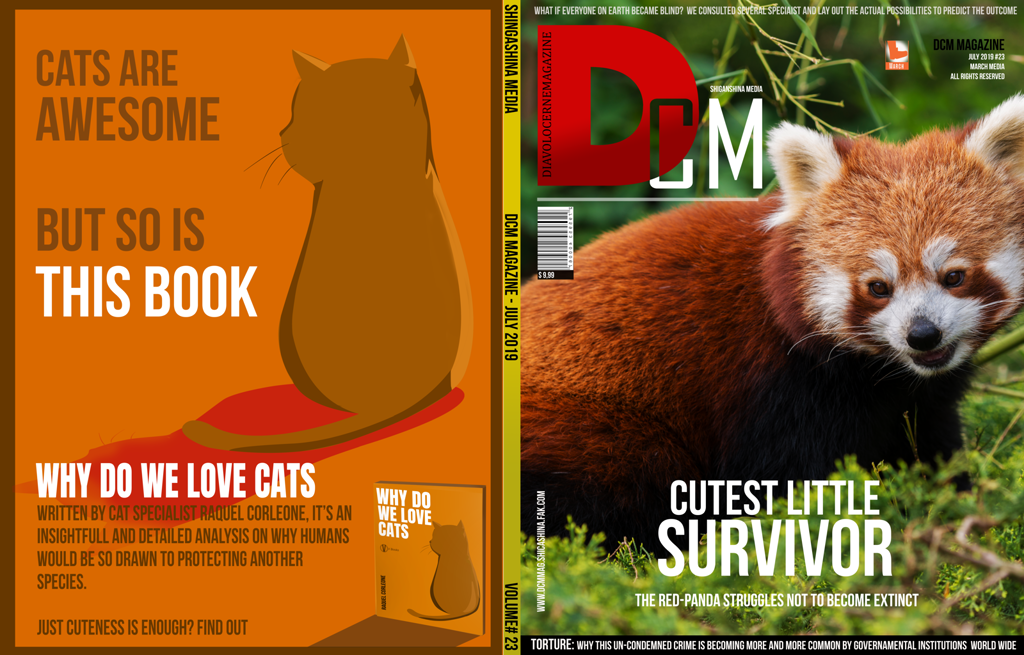 CATS ARE
AWESOME
BUT SO IS
THIS BOOK
WHY DO WE LOVE CATS
WRITTEN BY CAT SPECIALIST RAQUEL CORLEONE, IT'S AN
INSIGHTFULL AND DETAILED ANALYSIS ON WHY HUMANS
WOULD BE SO DRAWN TO PROTECTING ANOTHER
SPECIES.
JUST CUTENESS IS ENOUGH? FIND OUT
WHY DO
WE LOVE
CATS
RAQUEL CORLEONE
SHINGASHINA MEDIA
DCM MAGAZINE - JULY 2019
VOLUME# 23
WHAT IF EVERYONE ON EARTH BECAME BLIND? WE CONSULTED SEVERAL SPECIALIST AND LAY OUT THE ACTUAL POSSIBILITIES TO PREDICT THE OUTCOME
DIAVOLOCERNEMAGAZINE
DCM
SHIGANSHINA MEDIA
MARCH
DCM MAGAZINE
JULY 2019 #23
MARCH MEDIA
ALL RIGHTS RESERVED
$ 9,99
WWW.DCMMAG.SHICASHINA.FAK.COM
CUTEST LITTLE
SURVIVOR
THE RED-PANDA STRUGGLES NOT TO BECOME EXTINCT
TORTURE: WHY THIS UN-CONDEMNED CRIME IS BECOMING MORE AND MORE COMMON BY GOVERNAMENTAL INSTITUTIONS WORLD WIDE